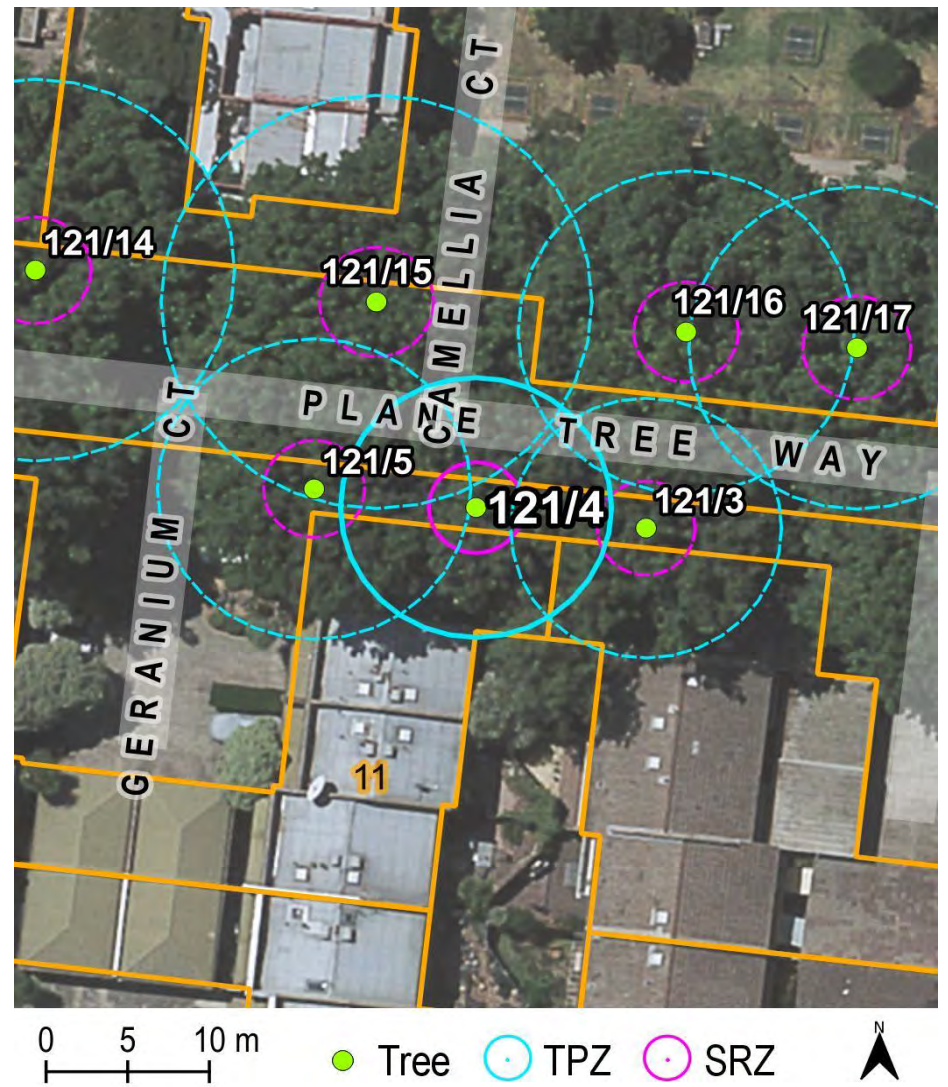 CAMELLIA CT
121/14
121/15
121/16
121/17
PLANE TREE WAY
GERANIUM CT
121/5
121/4
121/3
11
0 5 10 m
Tree TPZ SRZ
N